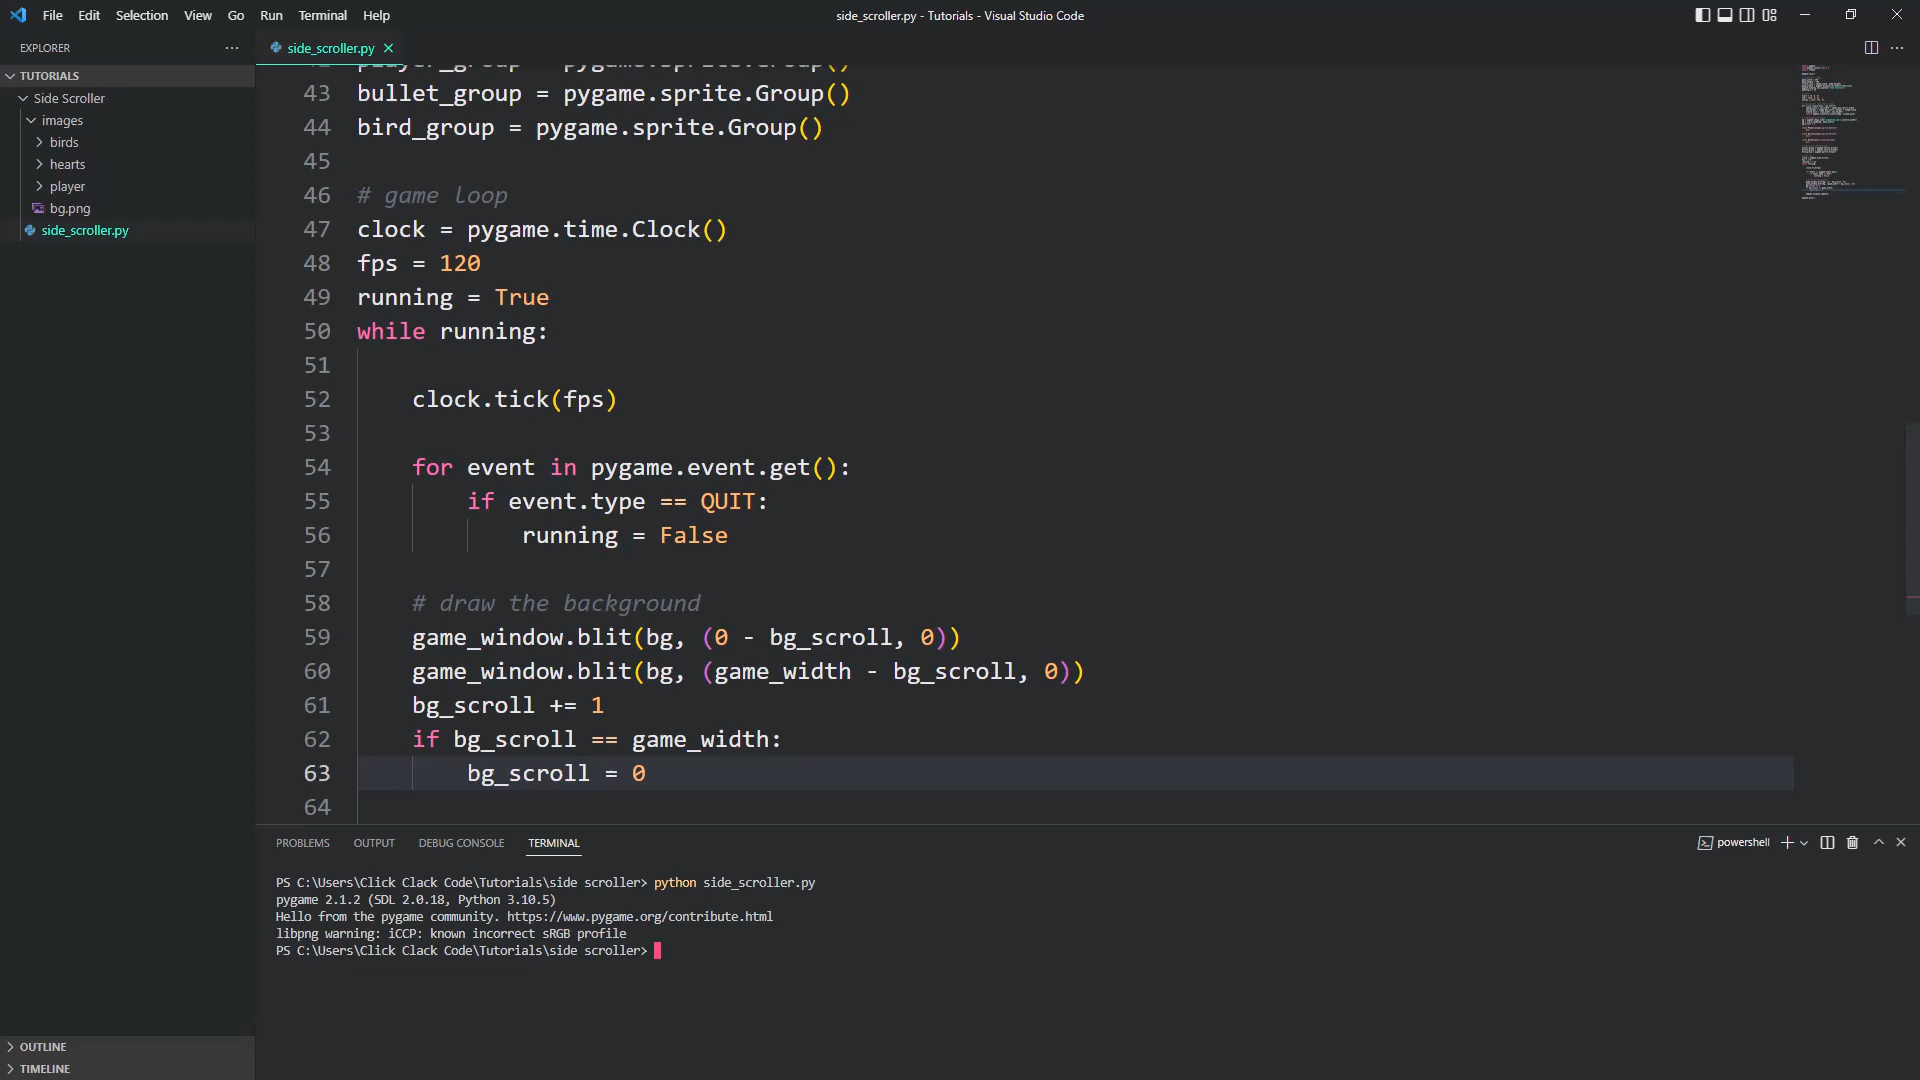 File Edit Selection View Go Run Terminal Help
side_scroller.py - Tutorials - Visual Studio Code
EXPLORER
TUTORIALS
Side Scroller
images
birds
hearts
player
bg.png
side_scroller.py
OUTLINE
TIMELINE
side_scroller.py
player_group = pygame.sprite.Group()
43 bullet_group = pygame.sprite.Group()
44 bird_group = pygame.sprite.Group()
45
46 # game loop
47 clock = pygame.time.Clock()
48 fps = 120
49 running = True
50 while running:
51
52     clock.tick(fps)
53
54     for event in pygame.event.get():
55         if event.type == QUIT:
56             running = False
57
58     # draw the background
59     game_window.blit(bg, (0 - bg_scroll, 0))
60     game_window.blit(bg, (game_width - bg_scroll, 0))
61     bg_scroll += 1
62     if bg_scroll == game_width:
63         bg_scroll = 0
64
PROBLEMS OUTPUT DEBUG CONSOLE TERMINAL
powershell
PS C:\Users\Click Clack Code\Tutorials\side scroller> python side_scroller.py
pygame 2.1.2 (SDL 2.0.18, Python 3.10.5)
Hello from the pygame community. https://www.pygame.org/contribute.html
libpng warning: iCCP: known incorrect sRGB profile
PS C:\Users\Click Clack Code\Tutorials\side scroller>